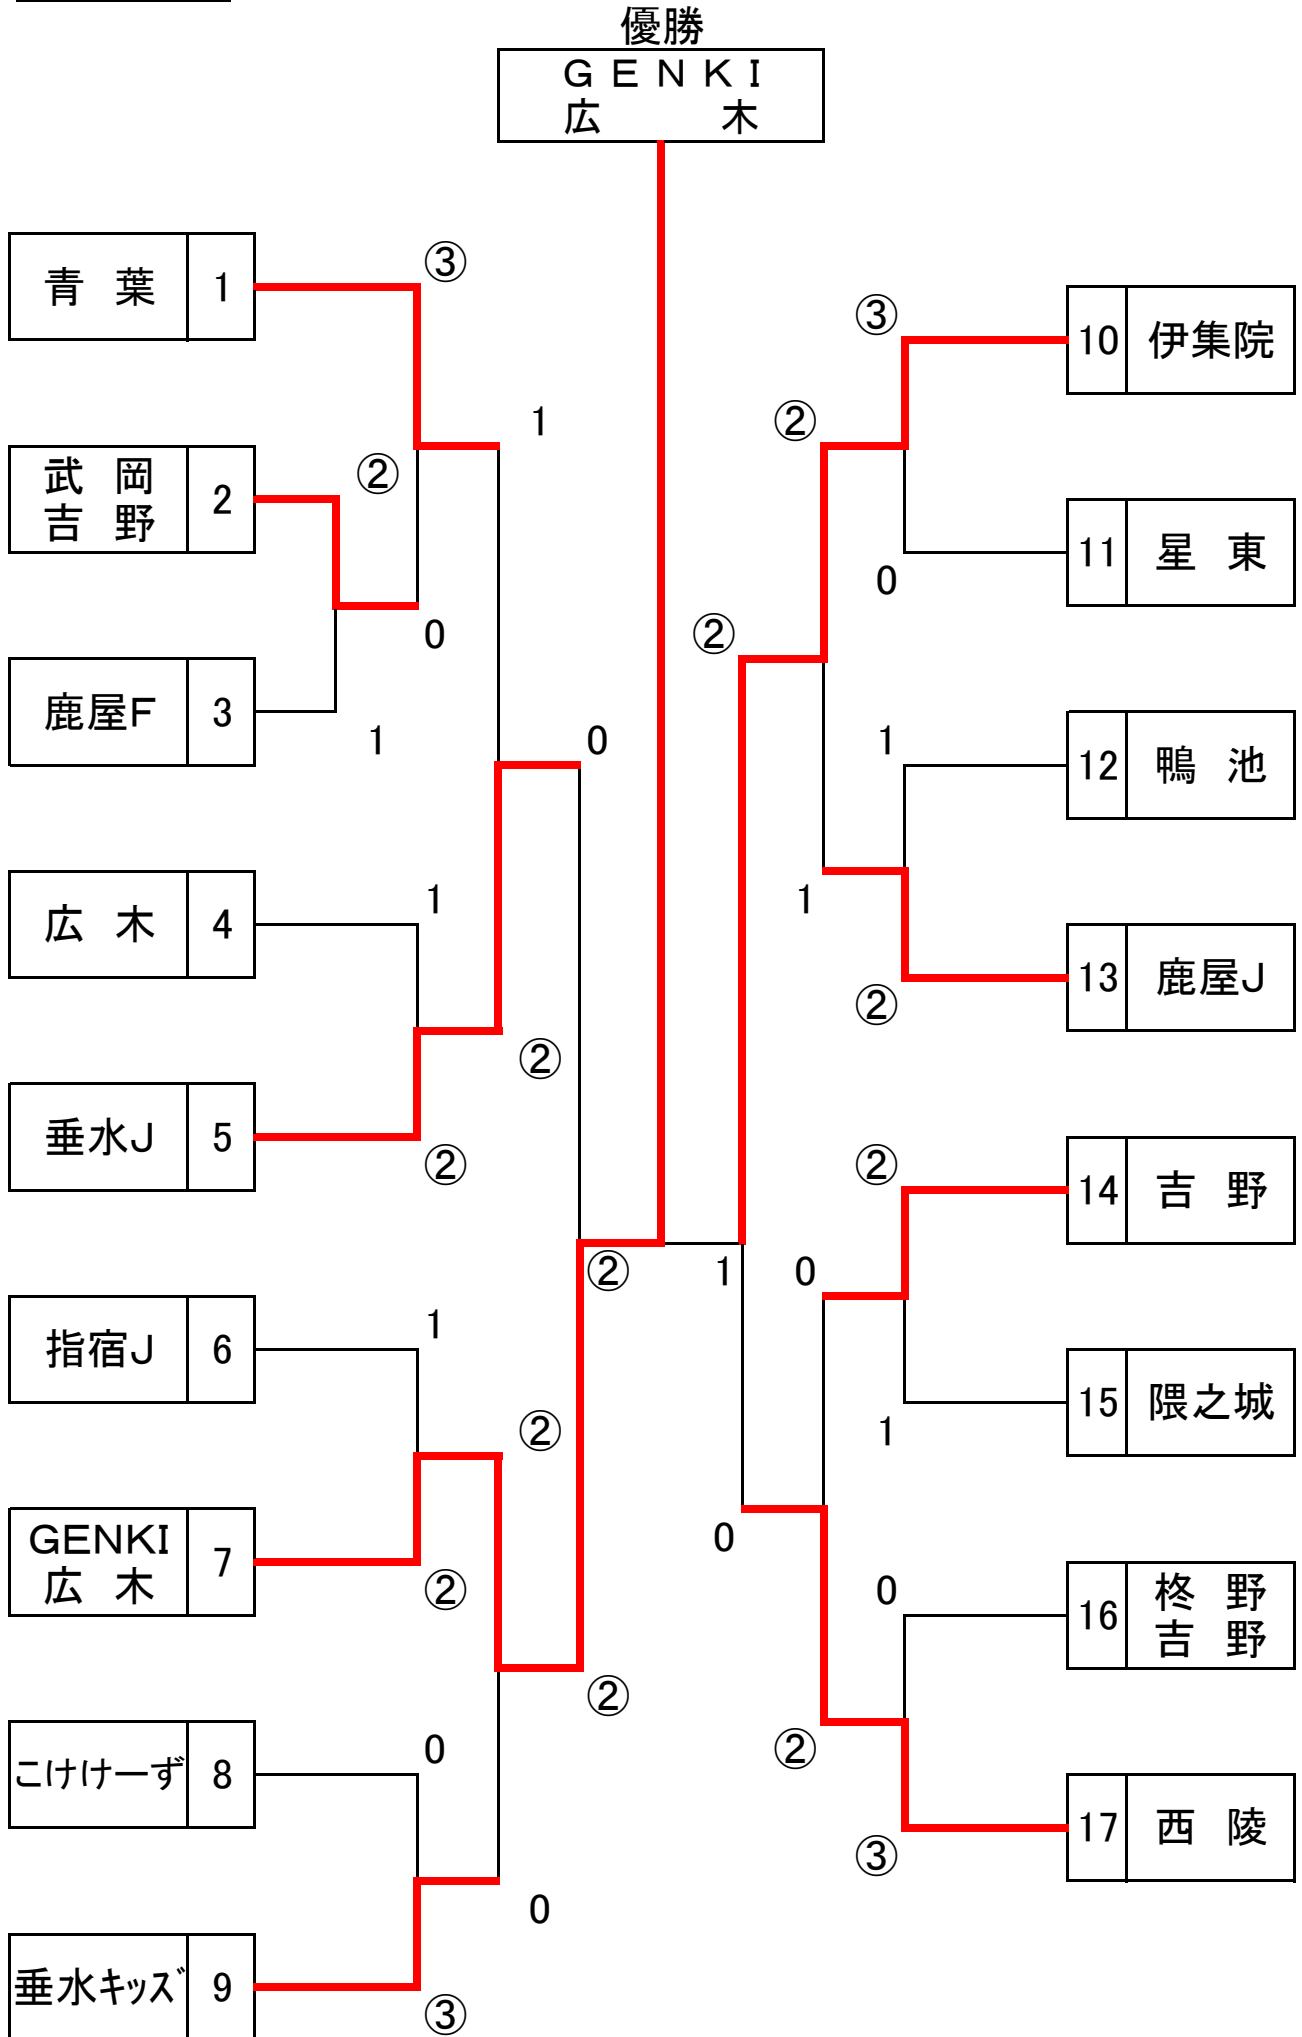 優勝
ＧＥＮＫＩ
広　木
青　葉 1
武　岡
吉　野 2
鹿屋Ｆ 3
広　木 4
垂水Ｊ 5
指宿Ｊ 6
ＧＥＮＫＩ
広　木 7
こけけーず 8
垂水ｷｯｽﾞ 9
③
②
0
1
1
②
1
②
1
②
0
③
②
0
0
②
②
1
②
0
②
0
0
②
②
1
③
0
1
②
②
1
0
③
10 伊集院
11 星　東
12 鴨　池
13 鹿屋Ｊ
14 吉　野
15 隈之城
16 柊　野
吉　野
17 西　陵